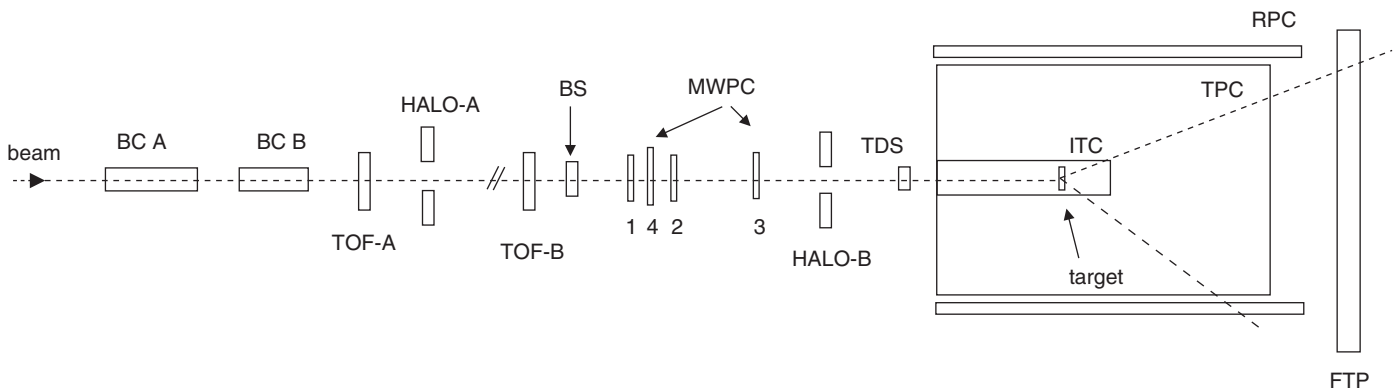 RPC
BS
MWPC
TPC
HALO-A
BC A
BC B
TDS
ITC
beam
1
4
2
3
TOF-A
TOF-B
HALO-B
target
FTP